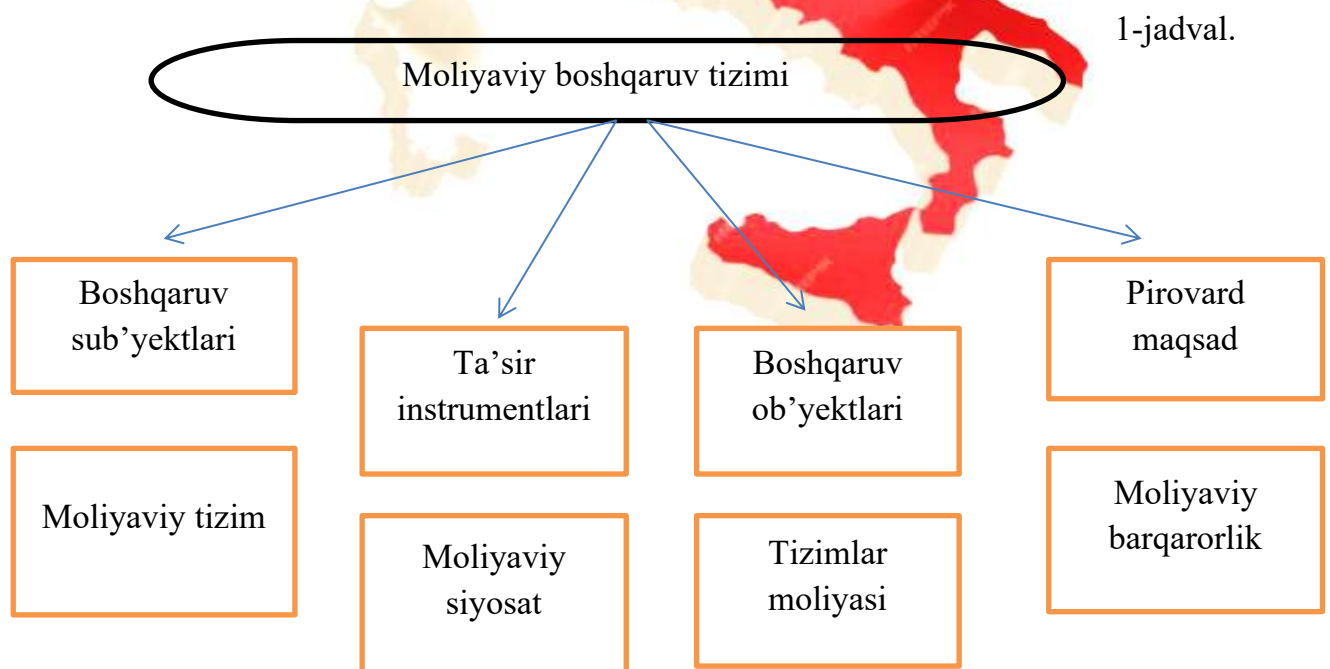 1-jadval.
Moliyaviy boshqaruv tizimi
Boshqaruv
sub’yektlari
Ta’sir
instrumentlari
Boshqaruv
ob’yektlari
Pirovard
maqsad
Moliyaviy tizim
Moliyaviy
siyosat
Tizimlar
moliyasi
Moliyaviy
barqarorlik